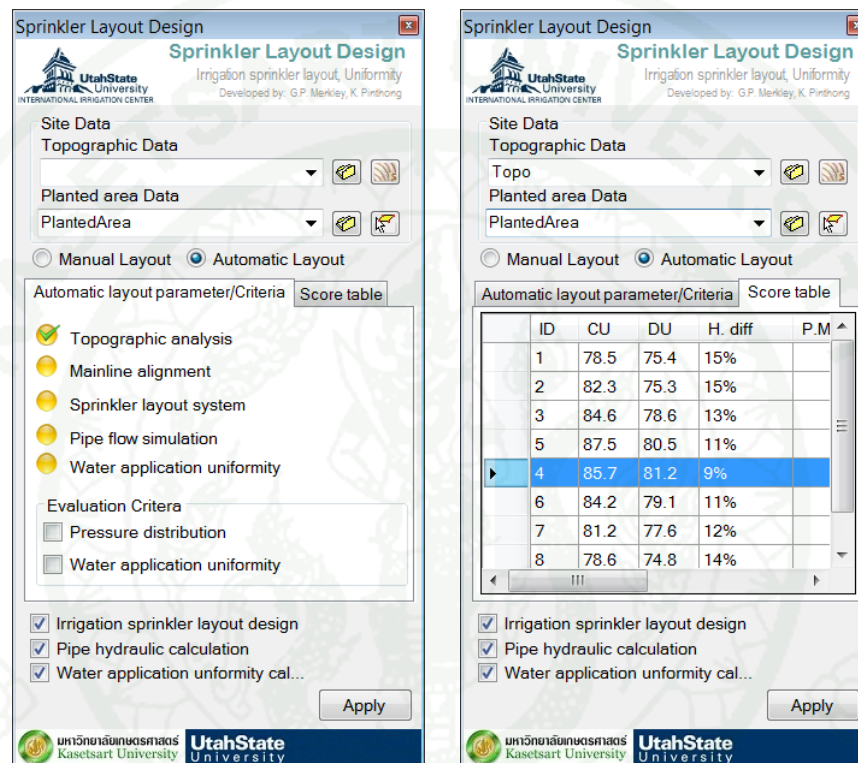 Sprinkler Layout Design
Sprinkler Layout Design
UtahState
University
INTERNATIONAL IRRIGATION CENTER
Irrigation sprinkler layout, Uniformity
Developed by: G.P. Merkley, K. Pinthong
Site Data
Topographic Data
Planted area Data
PlantedArea
Manual Layout Automatic Layout
Automatic layout parameter/Criteria Score table
Topographic analysis
Mainline alignment
Sprinkler layout system
Pipe flow simulation
Water application uniformity
Evaluation Critera
Pressure distribution
Water application uniformity
Irrigation sprinkler layout design
Pipe hydraulic calculation
Water application unformity cal...
Apply
มหาวิทยาลัยเกษตรศาสตร์
Kasetsart University
UtahState
University
Sprinkler Layout Design
Sprinkler Layout Design
UtahState
University
INTERNATIONAL IRRIGATION CENTER
Irrigation sprinkler layout, Uniformity
Developed by: G.P. Merkley, K. Pinthong
Site Data
Topographic Data
Topo
Planted area Data
PlantedArea
Manual Layout Automatic Layout
Automatic layout parameter/Criteria Score table
ID CU DU H. diff P.M
1 78.5 75.4 15%
2 82.3 75.3 15%
3 84.6 78.6 13%
5 87.5 80.5 11%
4 85.7 81.2 9%
6 84.2 79.1 11%
7 81.2 77.6 12%
8 78.6 74.8 14%
Irrigation sprinkler layout design
Pipe hydraulic calculation
Water application unformity cal...
Apply
มหาวิทยาลัยเกษตรศาสตร์
Kasetsart University
UtahState
University